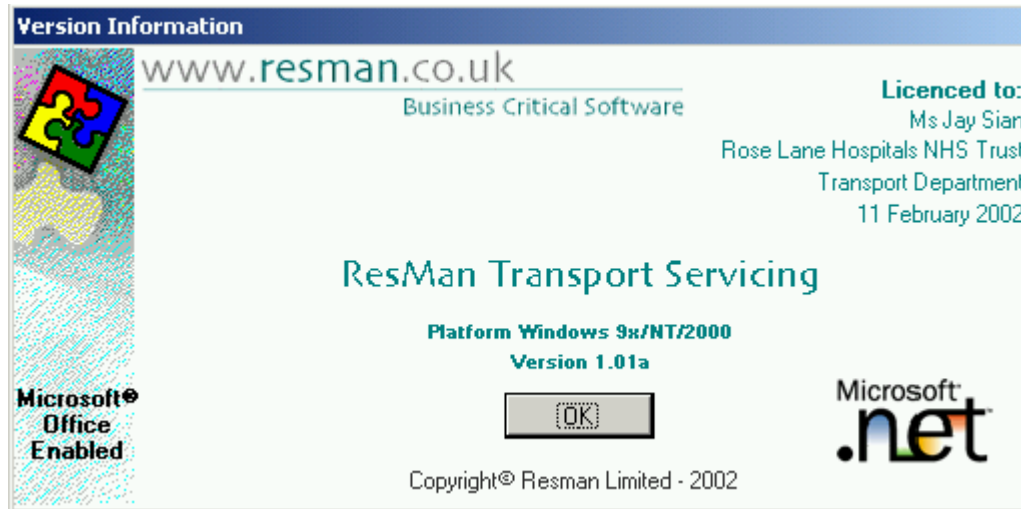 Version Information
www.resman.co.uk
Business Critical Software
Licenced to:
Ms Jay Sian
Rose Lane Hospitals NHS Trust
Transport Department
11 February 2002
ResMan Transport Servicing
Platform Windows 9x/NT/2000
Version 1.01a
Microsoft®
Office
Enabled
OK
Microsoft
.net
Copyright© Resman Limited - 2002